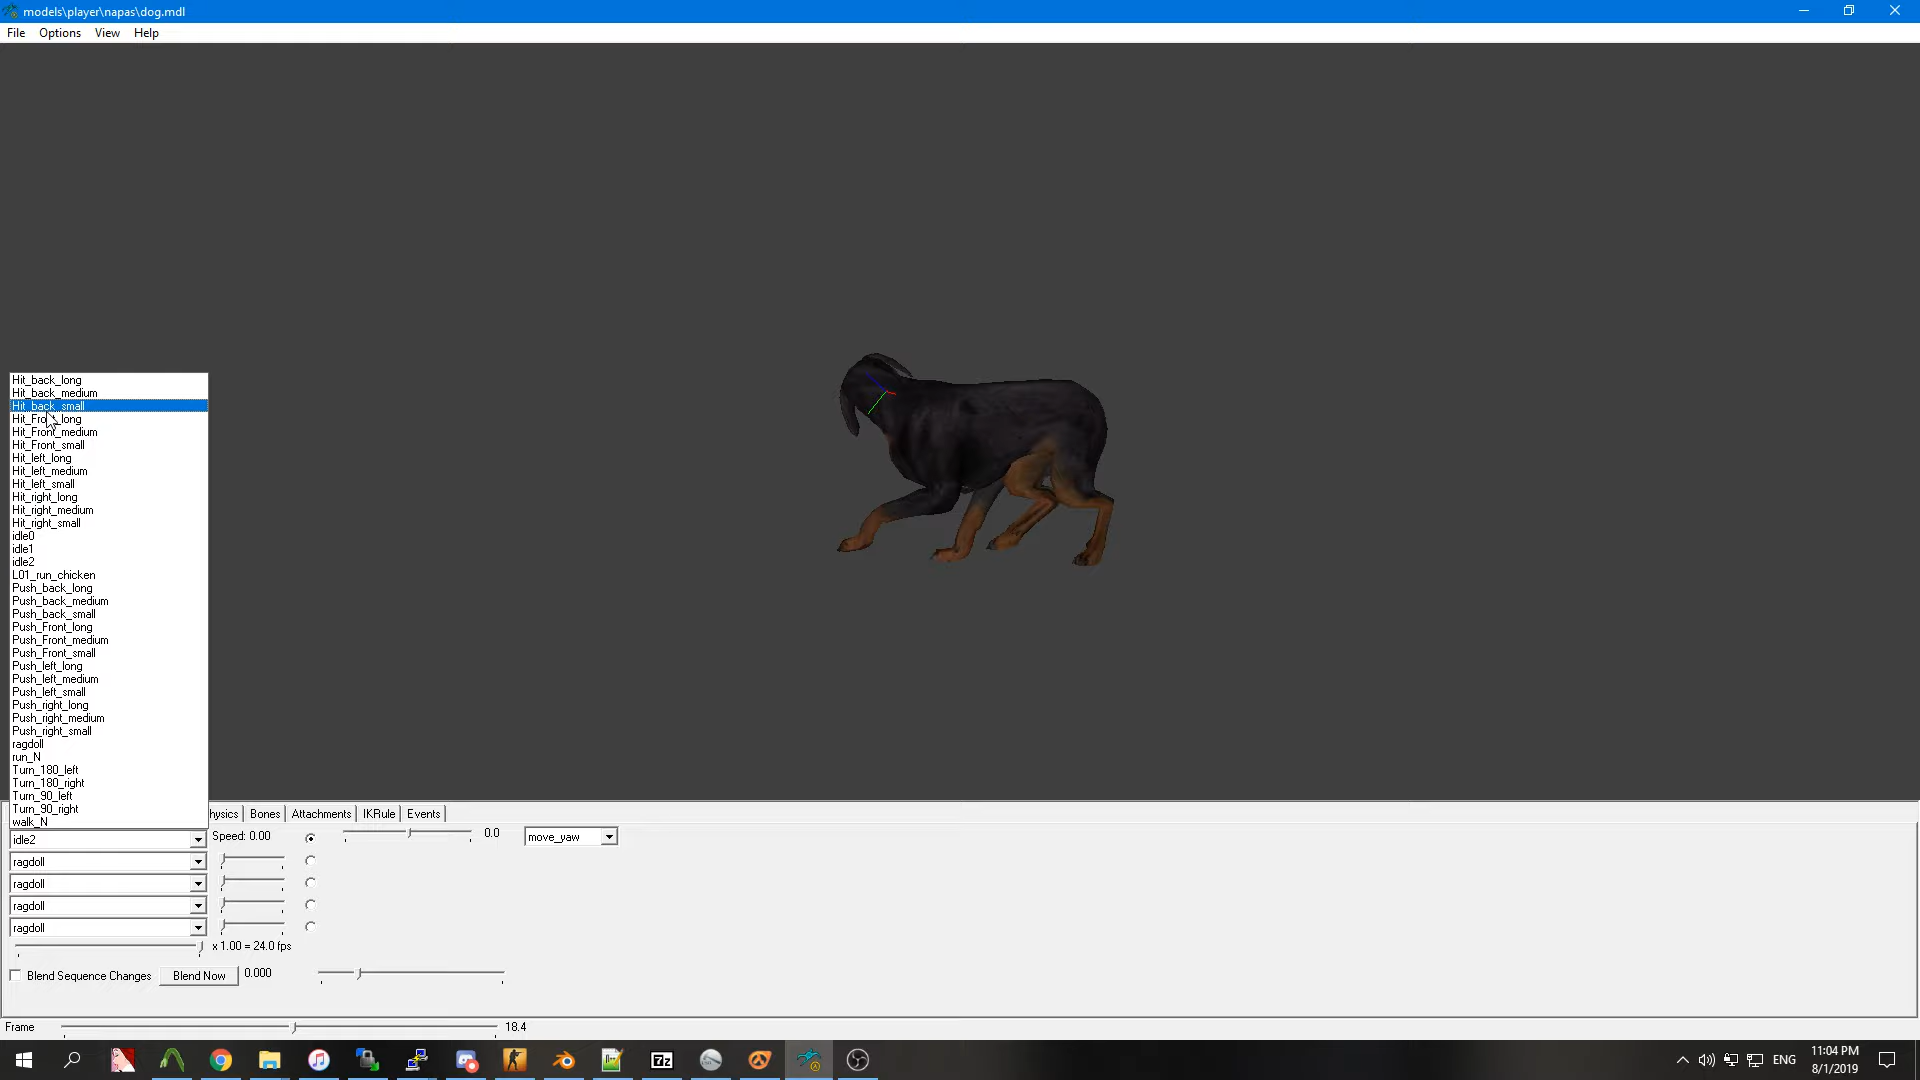 models\player\napas\dog.mdl
File Options View Help
Hit_back_long
Hit_back_medium
Hit_back_small
Hit_Front_long
Hit_Front_medium
Hit_Front_small
Hit_left_long
Hit_left_medium
Hit_left_small
Hit_right_long
Hit_right_medium
Hit_right_small
idle0
idle1
idle2
L01_run_chicken
Push_back_long
Push_back_medium
Push_back_small
Push_Front_long
Push_Front_medium
Push_Front_small
Push_left_long
Push_left_medium
Push_left_small
Push_right_long
Push_right_medium
Push_right_small
ragdoll
run_N
Turn_180_left
Turn_180_right
Turn_90_left
Turn_90_right
walk_N
hysics Bones Attachments IKRule Events
idle2 Speed: 0.00 0.0 move_yaw
ragdoll
ragdoll
ragdoll
ragdoll
x 1.00 = 24.0 fps
Blend Sequence Changes Blend Now 0.000
Frame 18.4
7z ENG 11:04 PM
8/1/2019